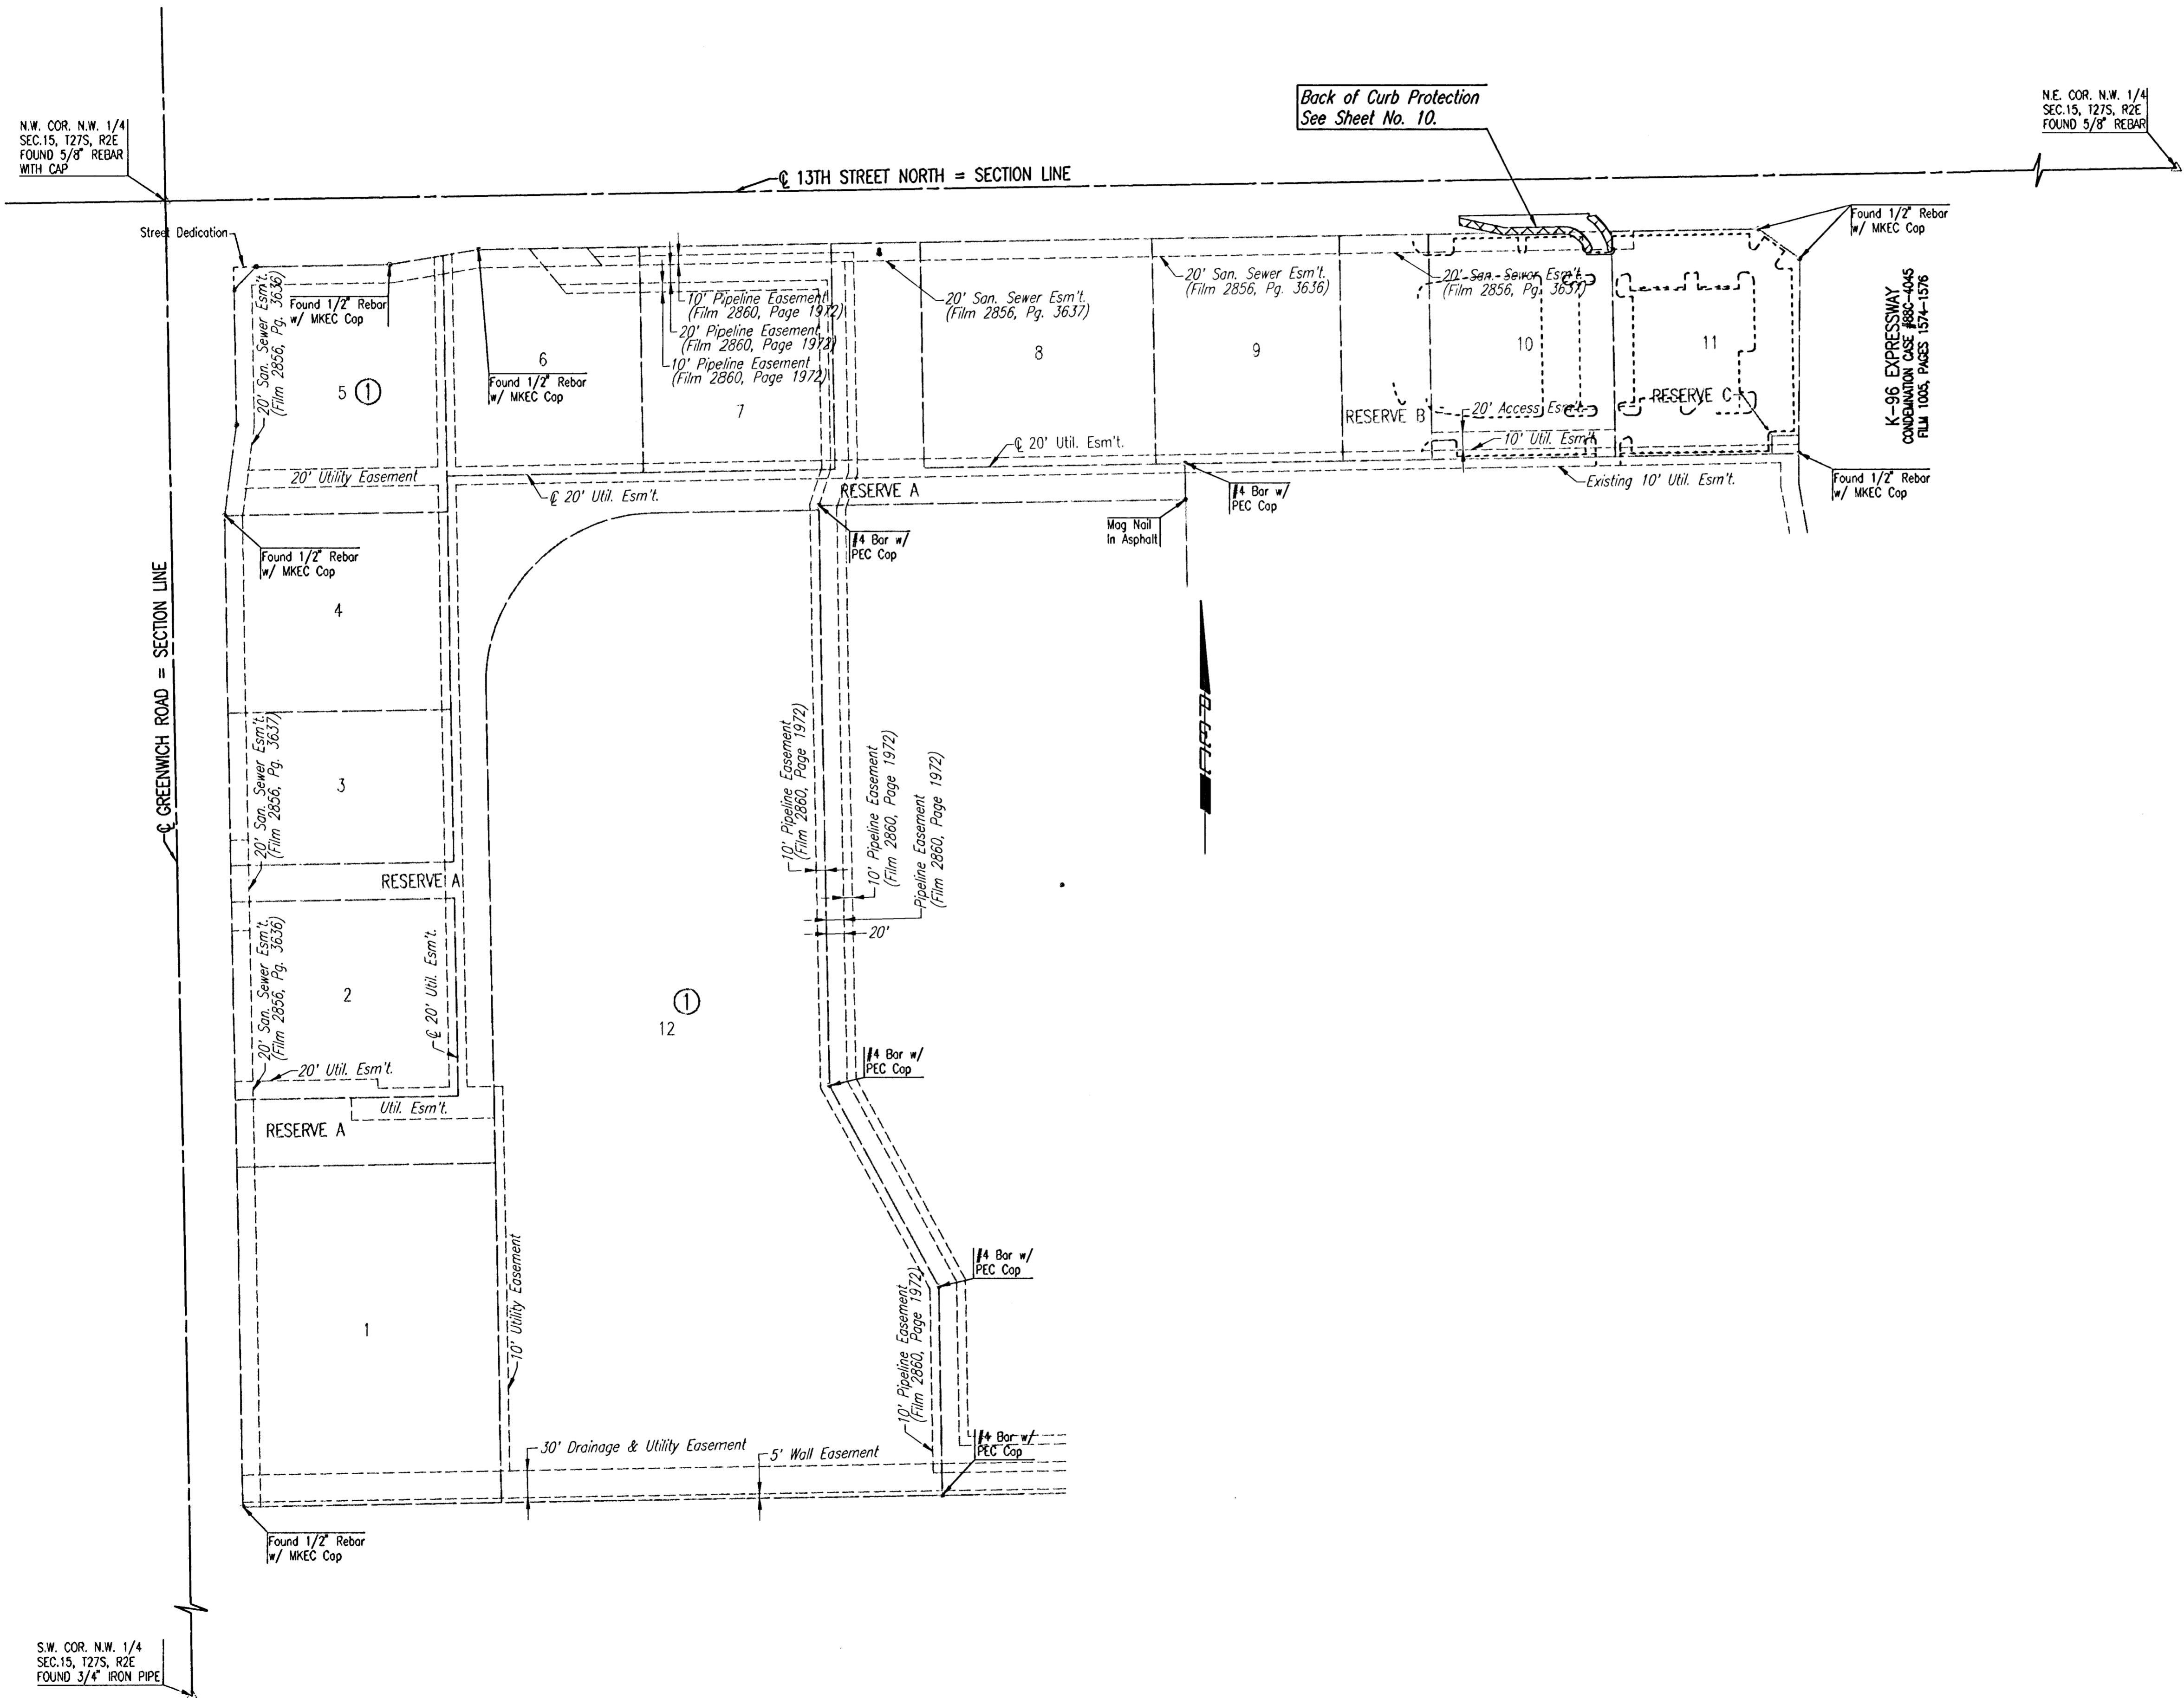 Back of Curb Protection
See Sheet No. 10.
N.W. COR. N.W. 1/4
SEC.15, T27S, R2E
FOUND 5/8" REBAR
WITH CAP
N.E. COR. N.W. 1/4
SEC.15, T27S, R2E
FOUND 5/8" REBAR
℄ 13TH STREET NORTH = SECTION LINE
Street Dedication
Found 1/2" Rebar
w/ MKEC Cap
Found 1/2" Rebar
w/ MKEC Cap
20' San. Sewer Esm't.
(Film 2856, Pg. 3636)
5 1
6
Found 1/2" Rebar
w/ MKEC Cap
10' Pipeline Easement
(Film 2860, Page 1972)
20' Pipeline Easement
(Film 2860, Page 1972)
10' Pipeline Easement
(Film 2860, Page 1972)
7
20' San. Sewer Esm't.
(Film 2856, Pg. 3637)
8
20' San. Sewer Esm't.
(Film 2856, Pg. 3636)
9
20' San. Sewer Esm't.
(Film 2856, Pg. 3637)
10
11
K-96 EXPRESSWAY
CONDEMNATION CASE #88C-4045
FILM 1005, PAGES 1574-1576
RESERVE C
RESERVE B
20' Access Esm't.
10' Util. Esm't.
℄ 20' Util. Esm't.
20' Utility Easement
℄ 20' Util. Esm't.
RESERVE A
#4 Bar w/
PEC Cap
Existing 10' Util. Esm't.
Found 1/2" Rebar
w/ MKEC Cap
Mag Nail
In Asphalt
#4 Bar w/
PEC Cap
Found 1/2" Rebar
w/ MKEC Cap
4
℄ GREENWICH ROAD = SECTION LINE
3
20' San. Sewer Esm't.
(Film 2856, Pg. 3637)
10' Pipeline Easement
(Film 2860, Page 1972)
10' Pipeline Easement
(Film 2860, Page 1972)
Pipeline Easement
(Film 2860, Page 1972)
20'
RESERVE A
20' San. Sewer Esm't.
(Film 2856, Pg. 3636)
2
℄ 20' Util. Esm't.
1
12
20' Util. Esm't.
Util. Esm't.
#4 Bar w/
PEC Cap
RESERVE A
10' Utility Easement
1
#4 Bar w/
PEC Cap
10' Pipeline Easement
(Film 2860, Page 1972)
30' Drainage & Utility Easement
5' Wall Easement
#4 Bar w/
PEC Cap
Found 1/2" Rebar
w/ MKEC Cap
S.W. COR. N.W. 1/4
SEC.15, T27S, R2E
FOUND 3/4" IRON PIPE